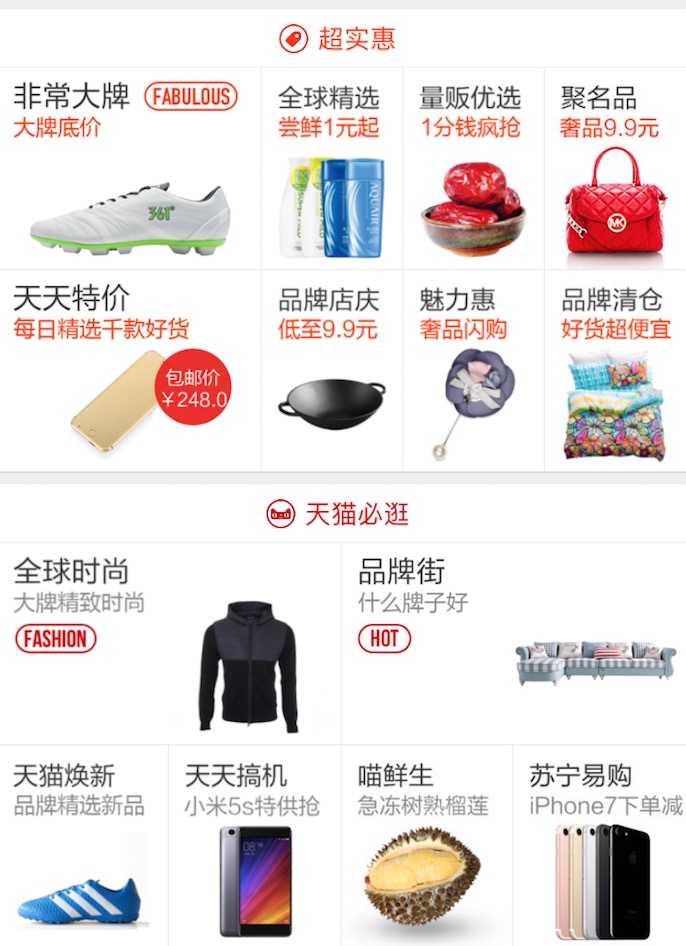 超实惠
非常大牌 FABULOUS
大牌底价
361°
全球精选
尝鲜1元起
AQUAIR
量贩优选
1分钱疯抢
聚名品
奢品9.9元
MK
天天特价
每日精选千款好货
包邮价
¥248.0
品牌店庆
低至9.9元
魅力惠
奢品闪购
品牌清仓
好货超便宜
天猫必逛
全球时尚
大牌精致时尚
FASHION
品牌街
什么牌子好
HOT
天猫焕新
品牌精选新品
天天搞机
小米5s特供抢
08:16
喵鲜生
急冻树熟榴莲
苏宁易购
iPhone7下单减